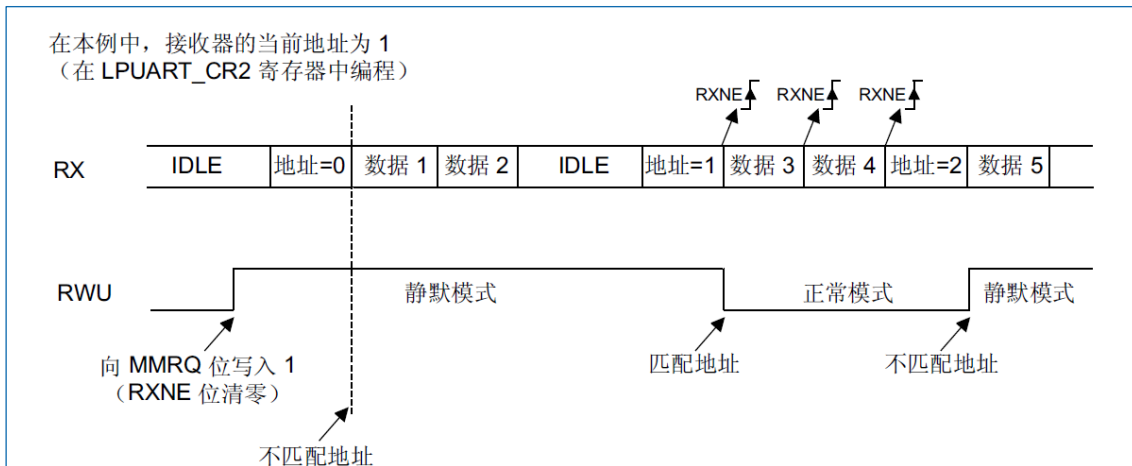 在本例中，接收器的当前地址为 1
（在 LPUART_CR2 寄存器中编程）
RXNE RXNE RXNE
RX IDLE 地址=0 数据 1 数据 2 IDLE 地址=1 数据 3 数据 4 地址=2 数据 5
RWU 静默模式 正常模式 静默模式
向 MMRQ 位写入 1
（RXNE 位清零）
匹配地址 不匹配地址
不匹配地址